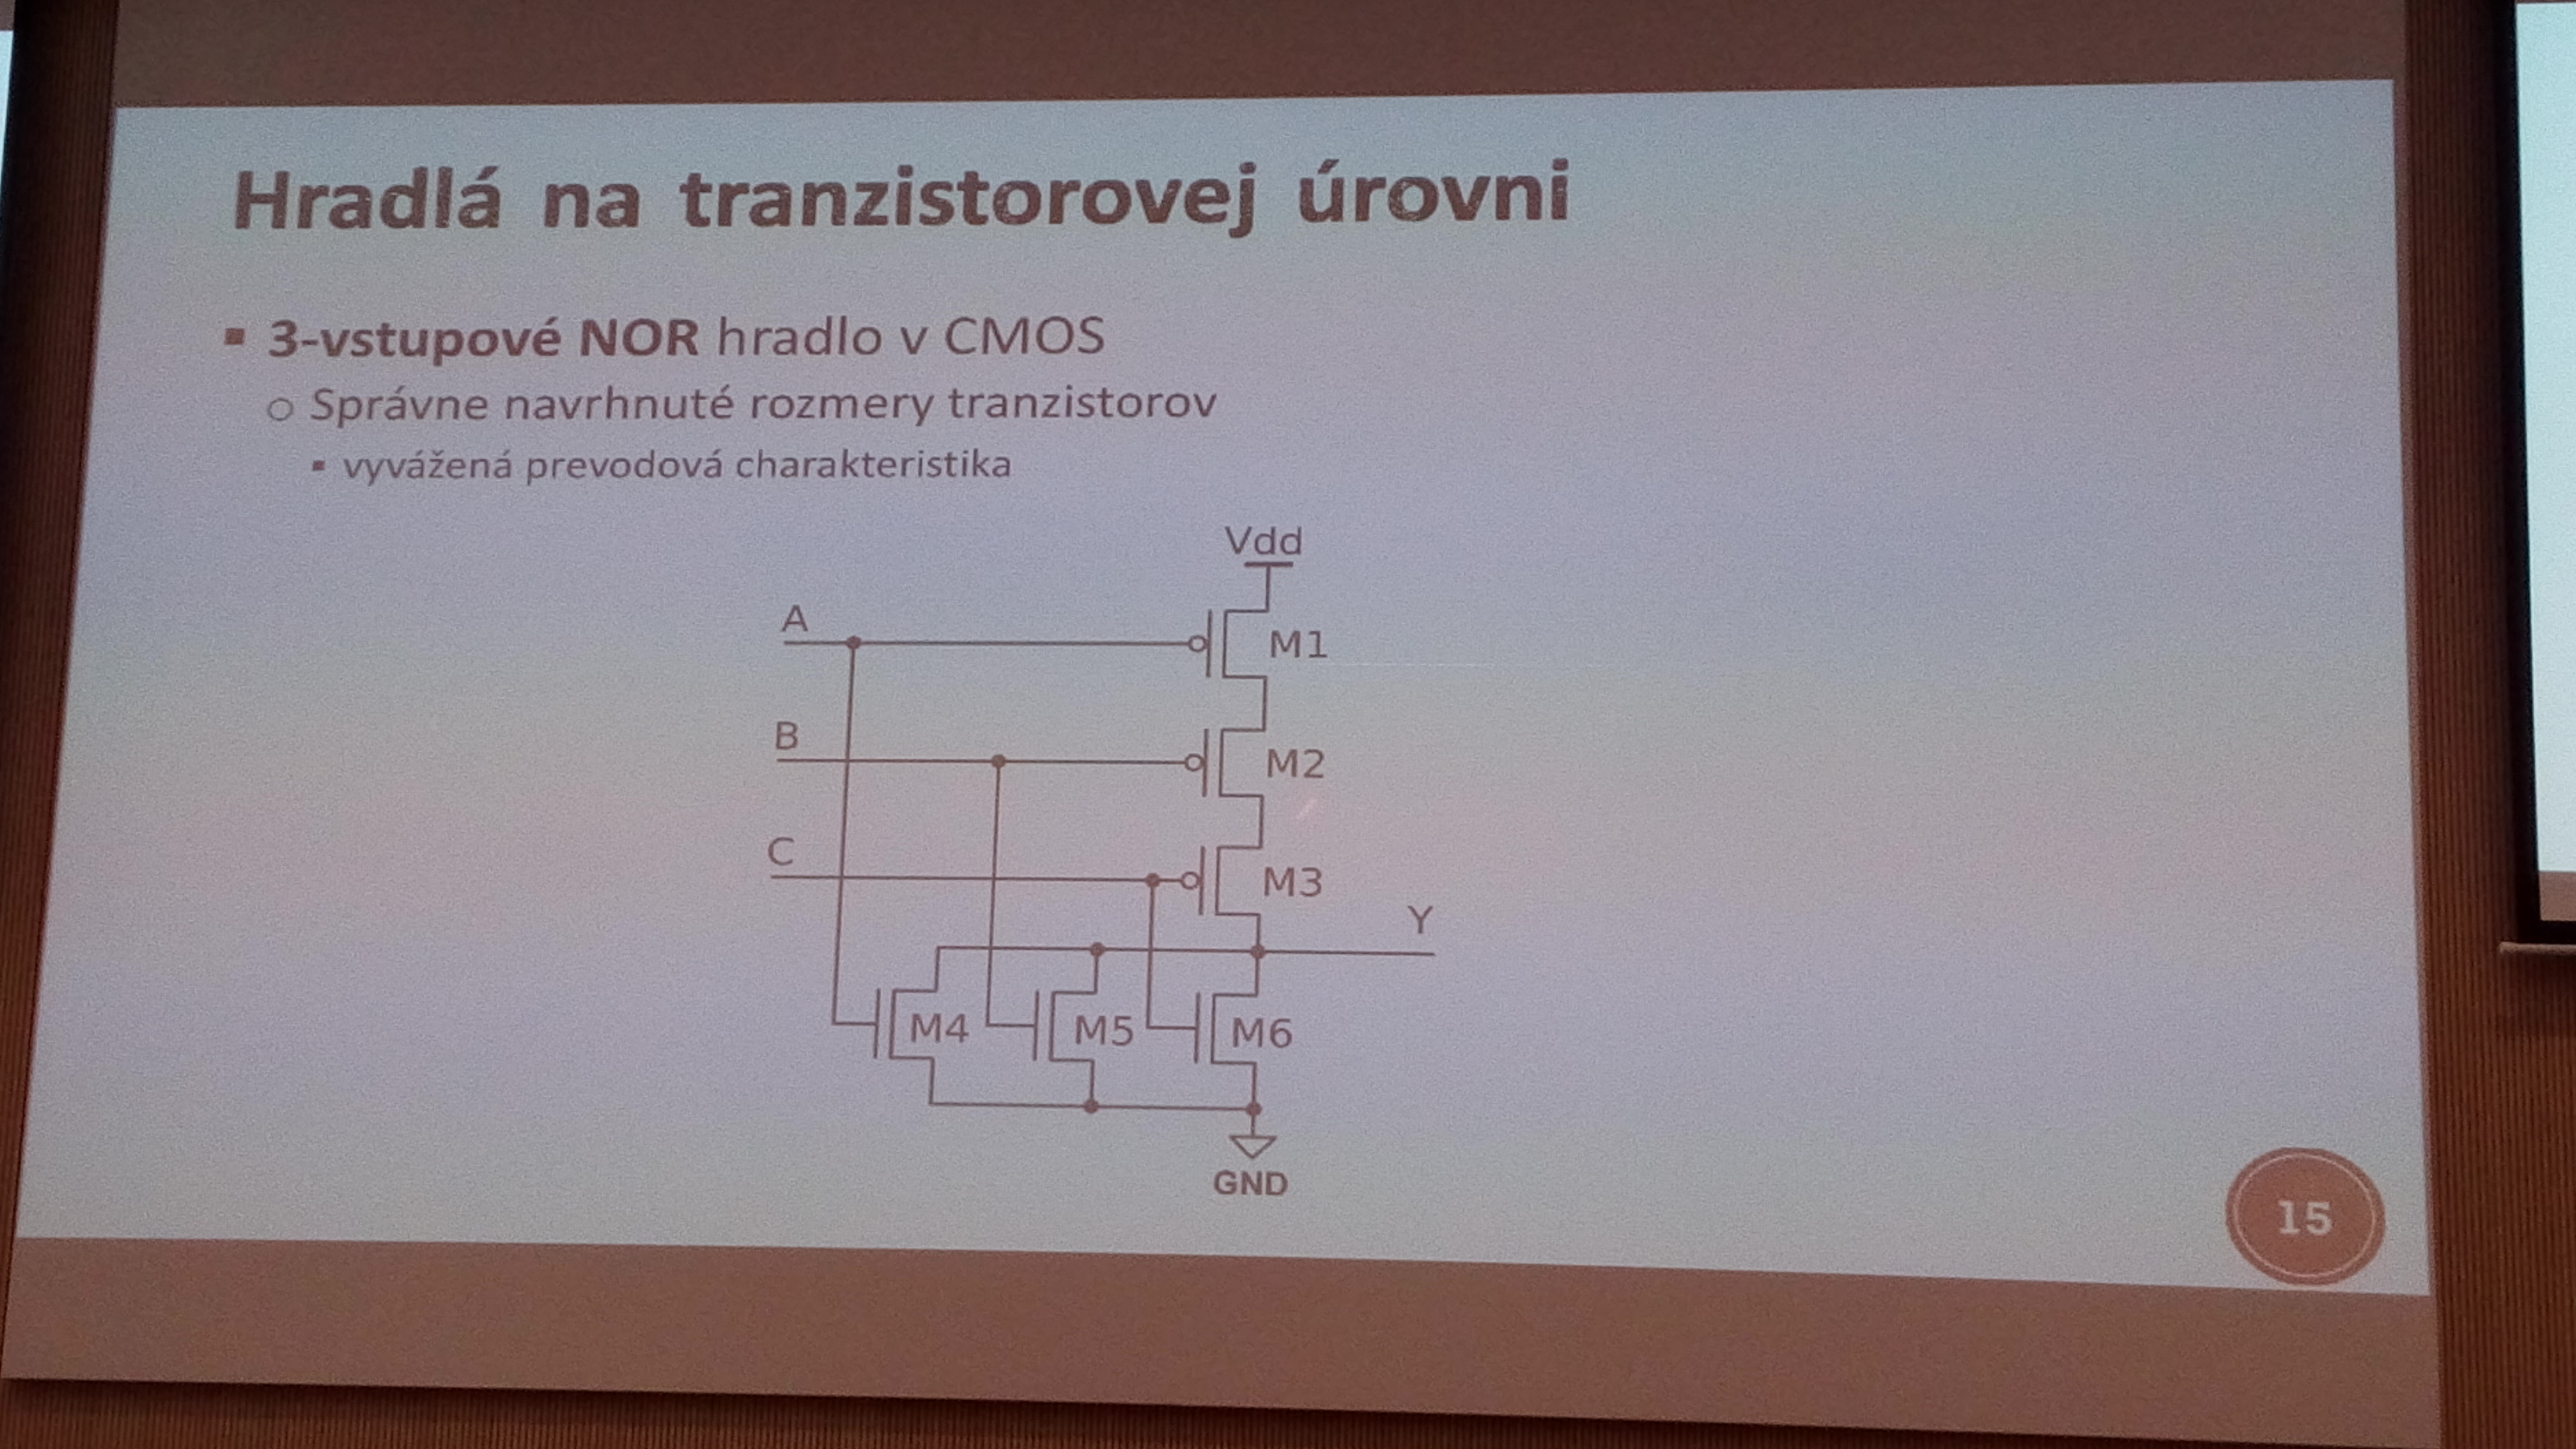 Hradlá na tranzistorovej úrovni
▪ 3-vstupové NOR hradlo v CMOS
○ Správne navrhnuté rozmery tranzistorov
▪ vyvážená prevodová charakteristika
Vdd
A
M1
B
M2
C
M3
Y
M4
M5
M6
GND
15